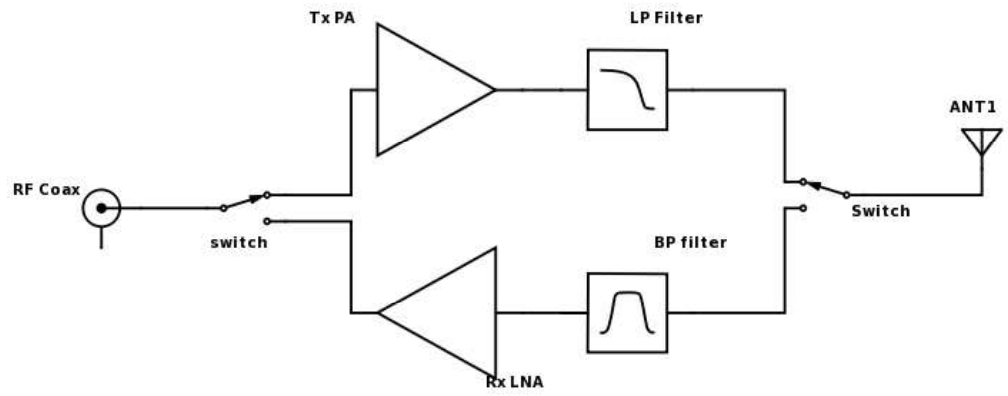 Tx PA
LP Filter
ANT1
RF Coax
Switch
switch
BP filter
Rx LNA